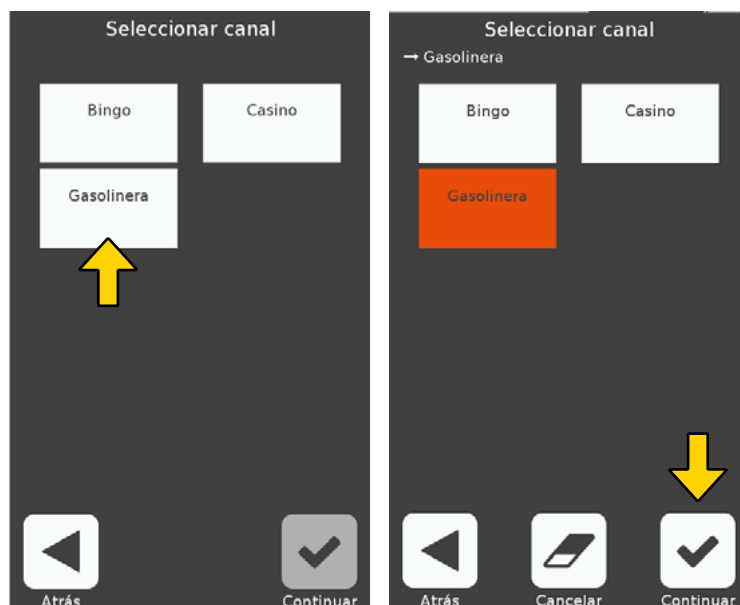 Seleccionar canal
Bingo Casino
Gasolinera
Atrás Continuar
Seleccionar canal
→ Gasolinera
Bingo Casino
Gasolinera
Atrás Cancelar Continuar